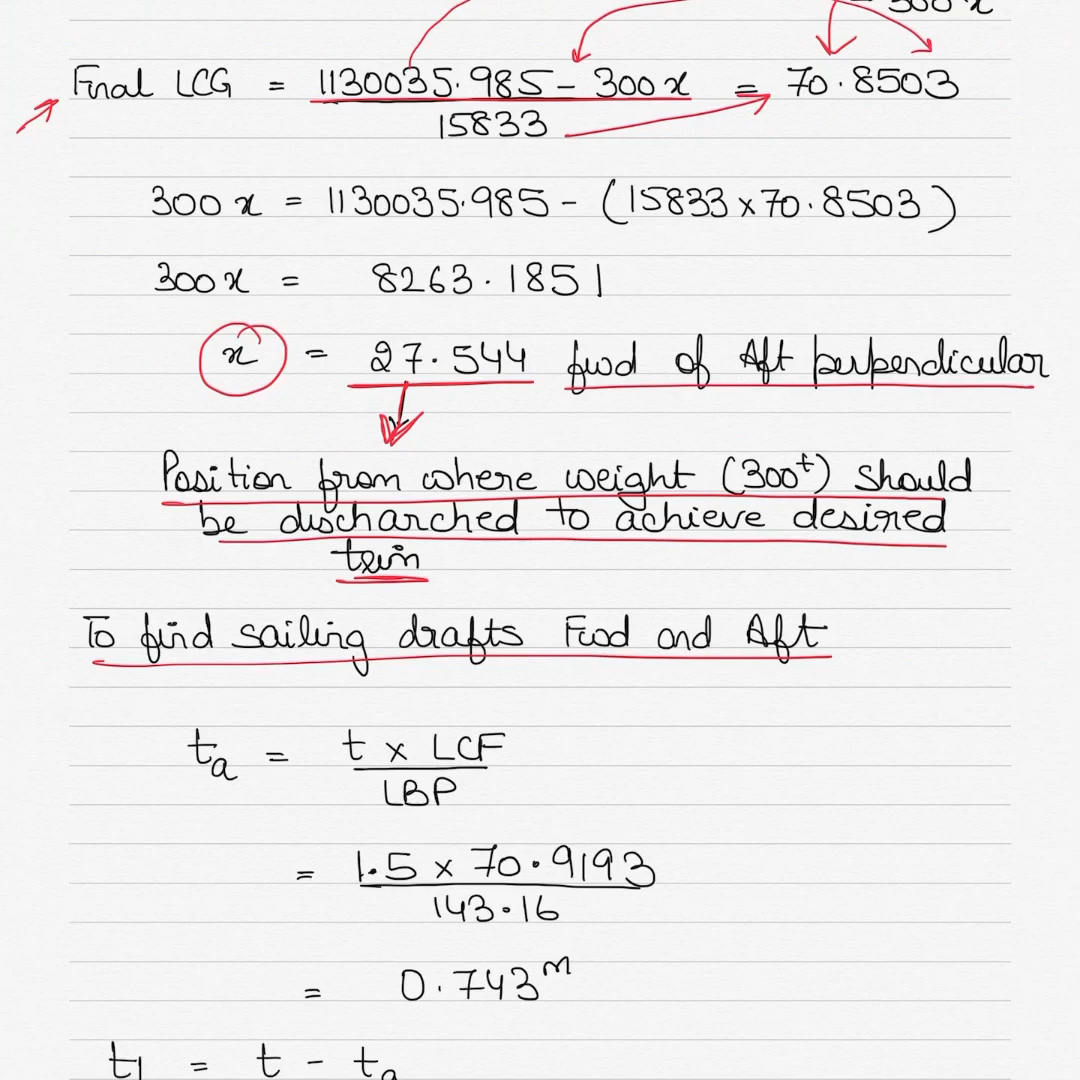 - 300x
Final LCG = 1130035.985 - 300x = 70.8503
15833
300x = 1130035.985 - (15833 x 70.8503)
300x = 8263.1851
x = 27.544 fwd of Aft perpendicular
Position from where weight (300t) should
be discharched to achieve desired
trim
To find sailing drafts Fwd and Aft
ta = t x LCF
LBP
= 1.5 x 70.9193
143.16
= 0.743m
tf = t - ta